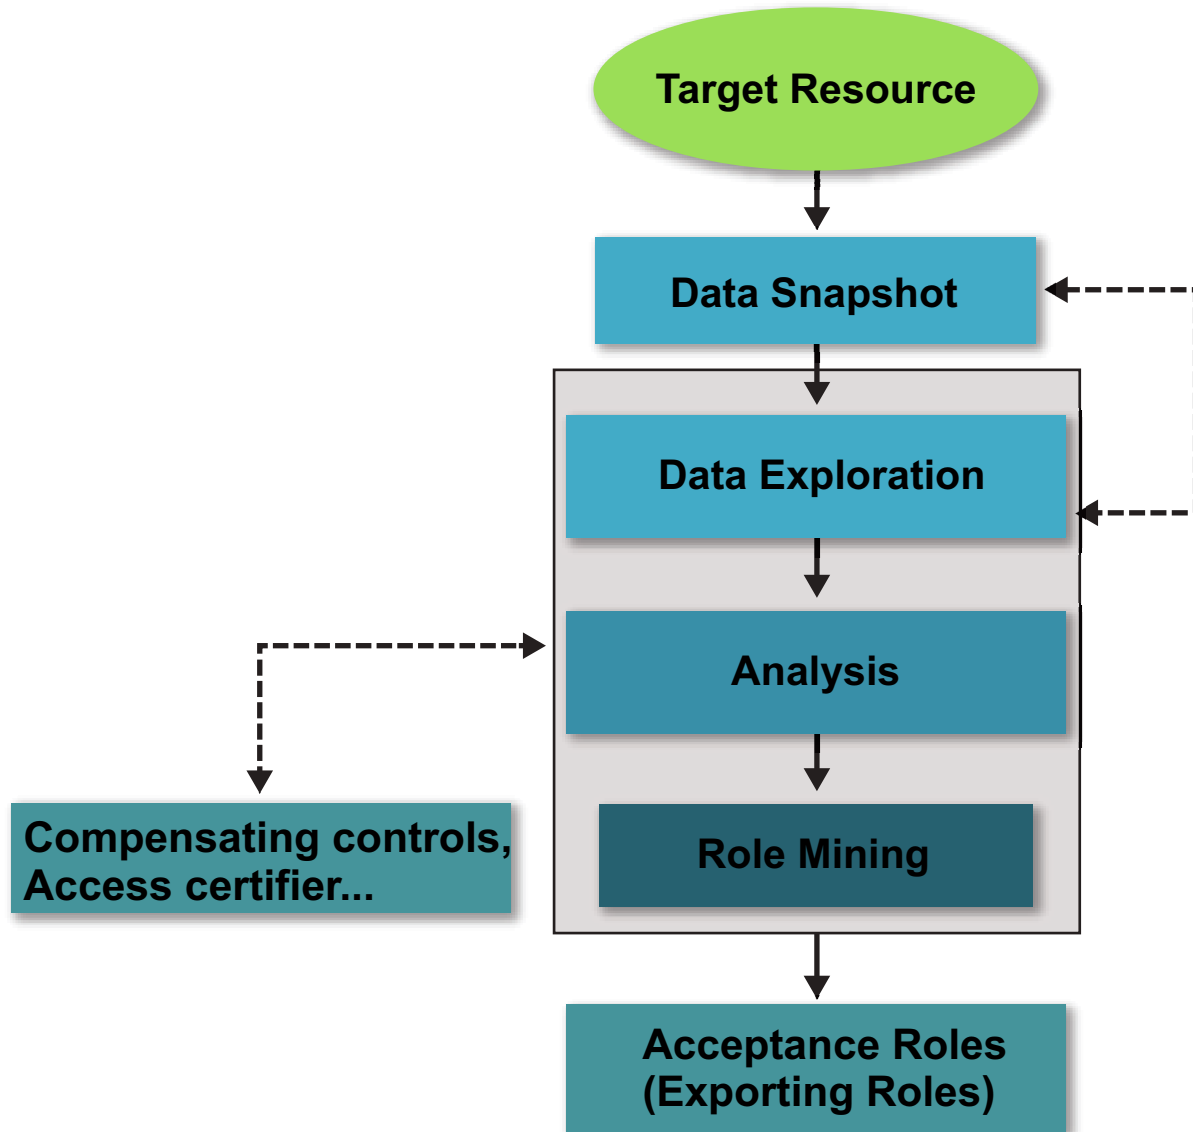 Target Resource
Data Snapshot
Data Exploration
Analysis
Role Mining
Compensating controls,
Access certifier...
Acceptance Roles
(Exporting Roles)